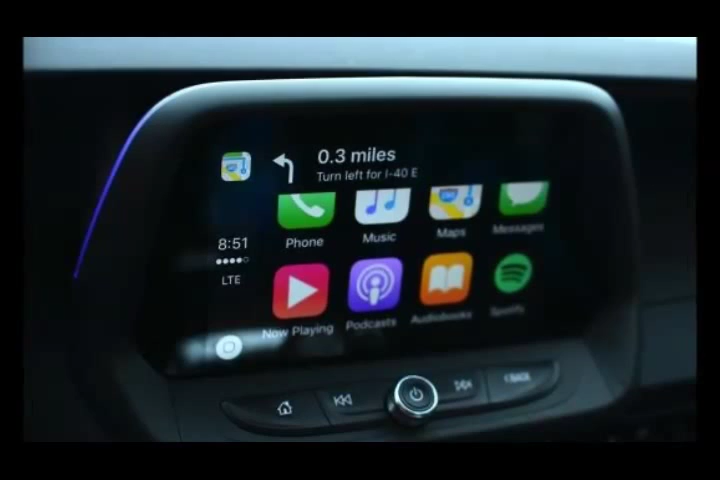 0.3 miles
Turn left for I-40 E
Phone Music Maps Messages
8:51
LTE
Now Playing Podcasts Audiobooks Spotify
BACK